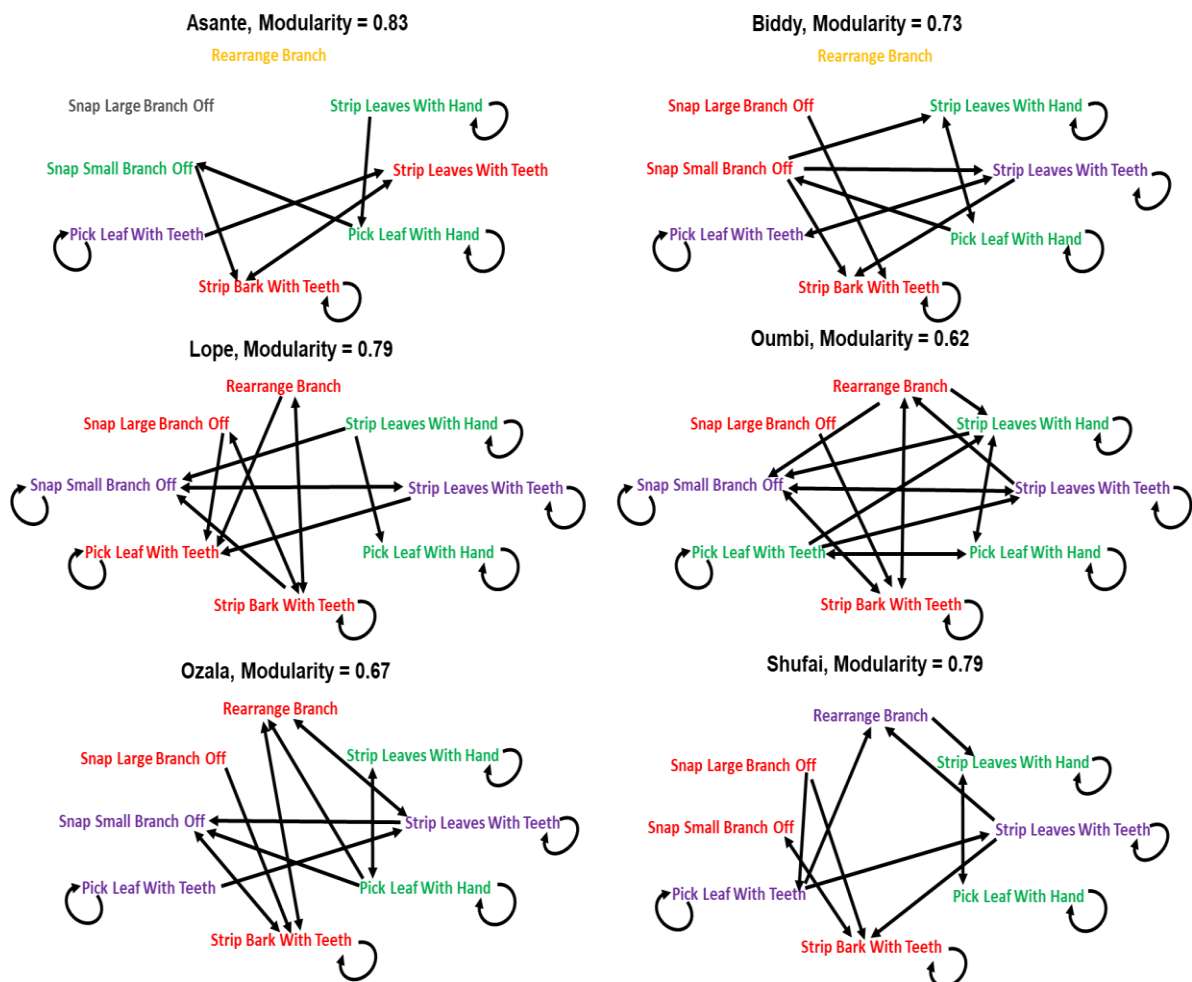 Asante, Modularity = 0.83
Rearrange Branch
Snap Large Branch Off
Strip Leaves With Hand
Snap Small Branch Off
Strip Leaves With Teeth
Pick Leaf With Teeth
Pick Leaf With Hand
Strip Bark With Teeth
Biddy, Modularity = 0.73
Rearrange Branch
Snap Large Branch Off
Strip Leaves With Hand
Snap Small Branch Off
Strip Leaves With Teeth
Pick Leaf With Teeth
Pick Leaf With Hand
Strip Bark With Teeth
Lope, Modularity = 0.79
Rearrange Branch
Snap Large Branch Off
Strip Leaves With Hand
Snap Small Branch Off
Strip Leaves With Teeth
Pick Leaf With Teeth
Pick Leaf With Hand
Strip Bark With Teeth
Oumbi, Modularity = 0.62
Rearrange Branch
Snap Large Branch Off
Strip Leaves With Hand
Snap Small Branch Off
Strip Leaves With Teeth
Pick Leaf With Teeth
Pick Leaf With Hand
Strip Bark With Teeth
Ozala, Modularity = 0.67
Rearrange Branch
Snap Large Branch Off
Strip Leaves With Hand
Snap Small Branch Off
Strip Leaves With Teeth
Pick Leaf With Teeth
Pick Leaf With Hand
Strip Bark With Teeth
Shufai, Modularity = 0.79
Rearrange Branch
Snap Large Branch Off
Strip Leaves With Hand
Snap Small Branch Off
Strip Leaves With Teeth
Pick Leaf With Teeth
Pick Leaf With Hand
Strip Bark With Teeth